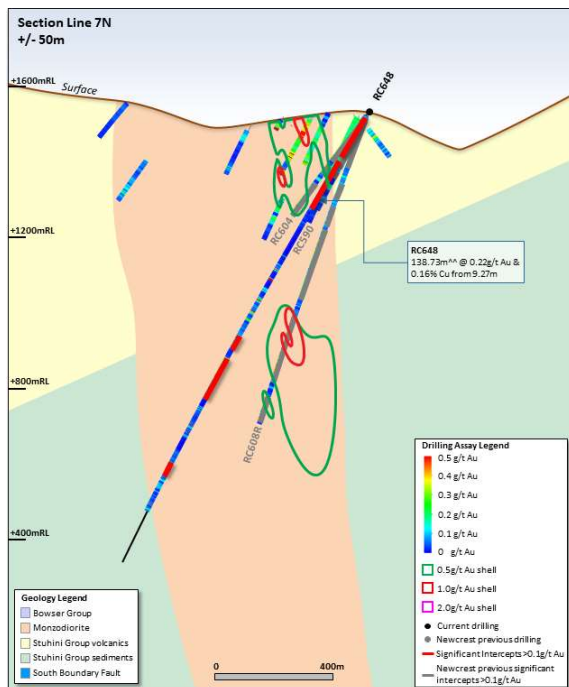 Section Line 7N
+/- 50m
RC648
+1600mRL
Surface
+1200mRL
RC604
RC590
RC648
138.73m^^ @ 0.22g/t Au &
0.16% Cu from 9.27m
+800mRL
RC608R
+400mRL
Drilling Assay Legend
0.5 g/t Au
0.4 g/t Au
0.3 g/t Au
0.2 g/t Au
0.1 g/t Au
0 g/t Au
0.5g/t Au shell
1.0g/t Au shell
2.0g/t Au shell
Current drilling
Newcrest previous drilling
Significant Intercepts>0.1g/t Au
Newcrest previous significant
intercepts>0.1g/t Au
Geology Legend
Bowser Group
Monzodiorite
Stuhini Group volcanics
Stuhini Group sediments
South Boundary Fault
0
400m